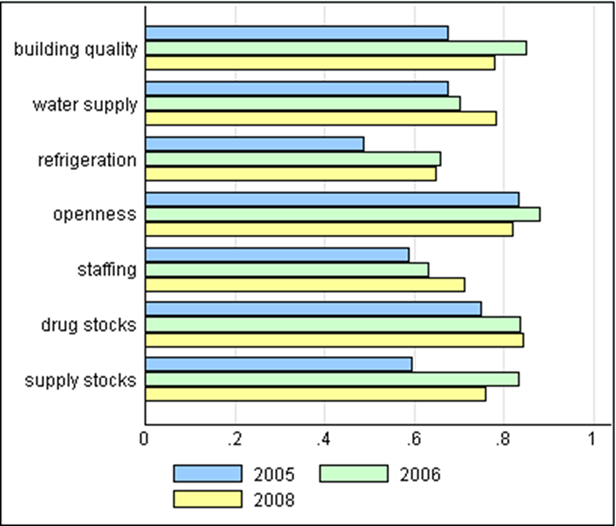 building quality
water supply
refrigeration
openness
staffing
drug stocks
supply stocks
0 .2 .4 .6 .8 1
2005 2006
2008